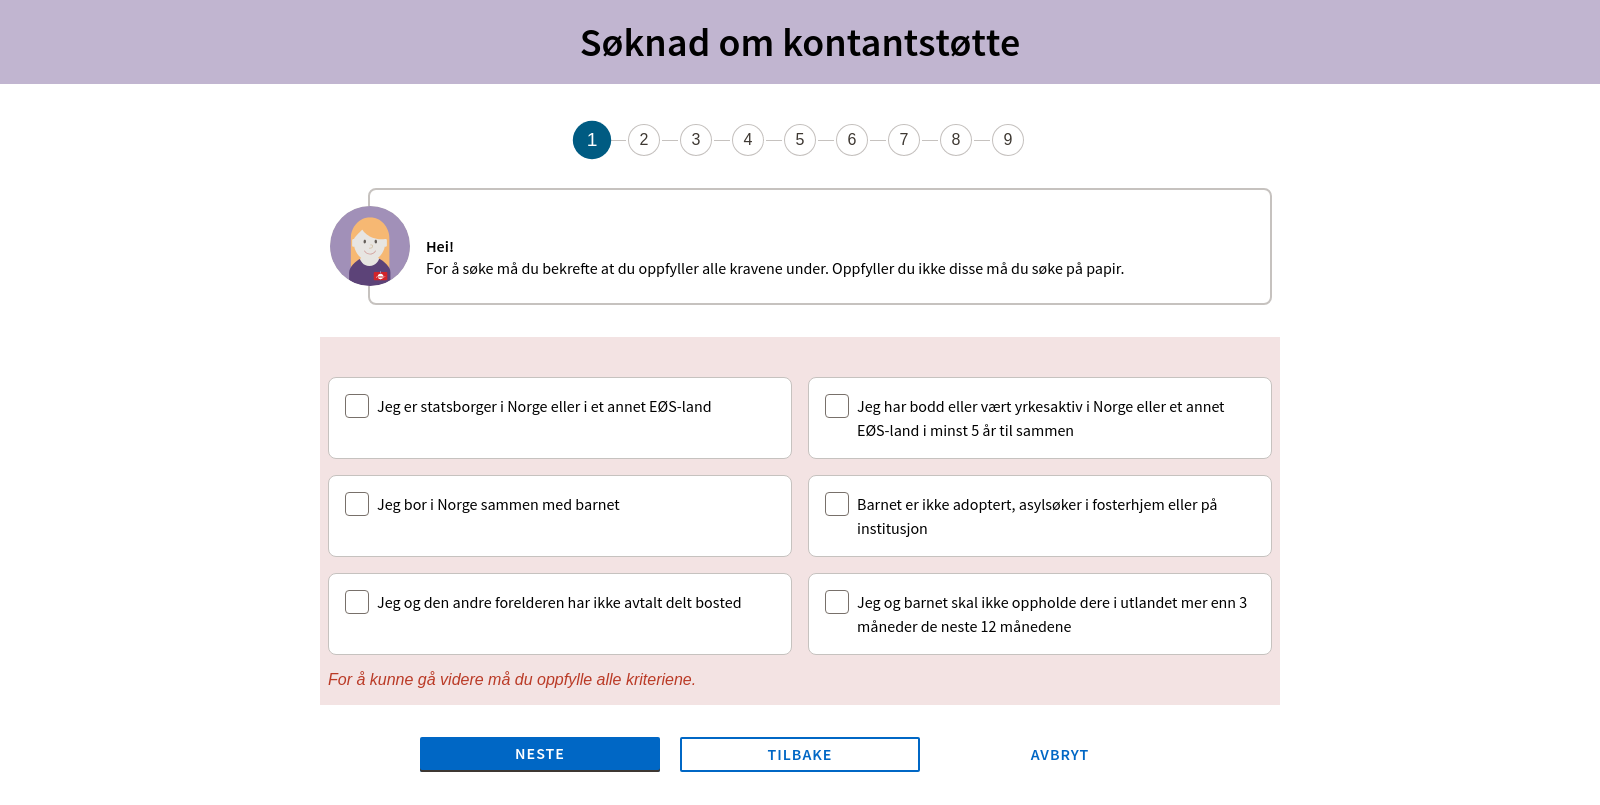 Søknad om kontantstøtte
1 2 3 4 5 6 7 8 9
Hei!
For å søke må du bekrefte at du oppfyller alle kravene under. Oppfyller du ikke disse må du søke på papir.
Jeg er statsborger i Norge eller i et annet EØS-land
Jeg har bodd eller vært yrkesaktiv i Norge eller et annet
EØS-land i minst 5 år til sammen
Jeg bor i Norge sammen med barnet
Barnet er ikke adoptert, asylsøker i fosterhjem eller på
institusjon
Jeg og den andre forelderen har ikke avtalt delt bosted
Jeg og barnet skal ikke oppholde dere i utlandet mer enn 3
måneder de neste 12 månedene
For å kunne gå videre må du oppfylle alle kriteriene.
NESTE
TILBAKE
AVBRYT